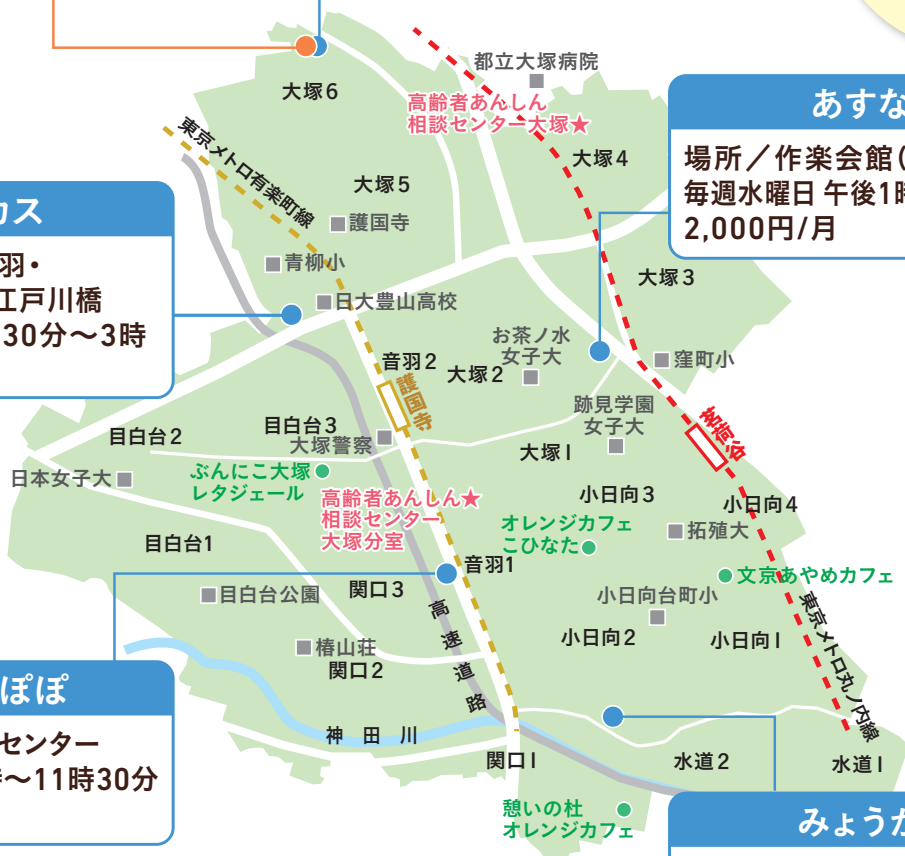 大塚6
都立大塚病院
高齢者あんしん
相談センター大塚★
東京メトロ有楽町線
大塚4
大塚5
護国寺
あすな
場所／作楽会館(
毎週水曜日 午後1時
2,000円/月
カス
羽・
江戸川橋
30分～3時
青柳小
日大豊山高校
大塚3
お茶ノ水
女子大
窪町小
音羽2
大塚2
護国寺
茗荷谷
目白台2
目白台3
大塚警察
跡見学園
女子大
大塚1
日本女子大
ぶんにこ大塚
レタジェール
高齢者あんしん★
相談センター
大塚分室
小日向3
小日向4
オレンジカフェ
こひなた
拓殖大
目白台1
音羽1
文京あやめカフェ
目白台公園
関口3
高速道路
小日向台町小
東京メトロ丸ノ内線
椿山荘
関口2
小日向2
小日向1
ぽぽ
センター
～11時30分
神田川
関口1
水道2
水道1
憩いの杜
オレンジカフェ
みょうが